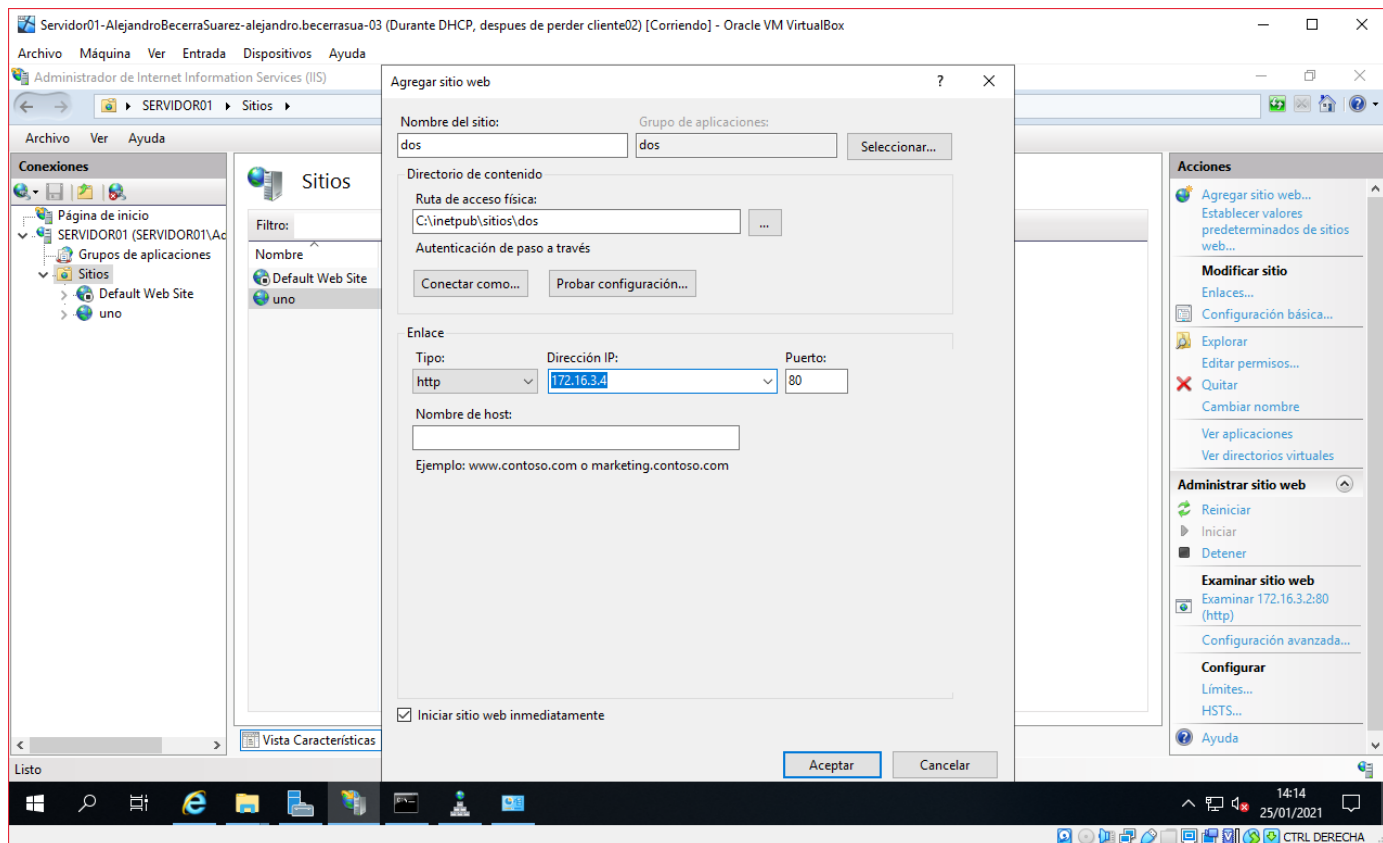 Servidor01-AlejandroBecerraSuarez-alejandro.becerrasua-03 (Durante DHCP, despues de perder cliente02) [Corriendo] - Oracle VM VirtualBox
Archivo Máquina Ver Entrada Dispositivos Ayuda
Administrador de Internet Information Services (IIS)
SERVIDOR01 Sitios
Archivo Ver Ayuda
Conexiones
Página de inicio
SERVIDOR01 (SERVIDOR01\Ac
Grupos de aplicaciones
Sitios
Default Web Site
uno
Sitios
Filtro:
Nombre
Default Web Site
uno
Vista Características
Listo
Agregar sitio web
?
Nombre del sitio:
Grupo de aplicaciones:
dos
dos
Seleccionar...
Directorio de contenido
Ruta de acceso física:
C:\inetpub\sitios\dos
...
Autenticación de paso a través
Conectar como...
Probar configuración...
Enlace
Tipo:
Dirección IP:
Puerto:
http
172.16.3.4
80
Nombre de host:
Ejemplo: www.contoso.com o marketing.contoso.com
Iniciar sitio web inmediatamente
Aceptar
Cancelar
Acciones
Agregar sitio web...
Establecer valores
predeterminados de sitios
web...
Modificar sitio
Enlaces...
Configuración básica...
Explorar
Editar permisos...
Quitar
Cambiar nombre
Ver aplicaciones
Ver directorios virtuales
Administrar sitio web
Reiniciar
Iniciar
Detener
Examinar sitio web
Examinar 172.16.3.2:80
(http)
Configuración avanzada...
Configurar
Límites...
HSTS...
Ayuda
14:14
25/01/2021
CTRL DERECHA